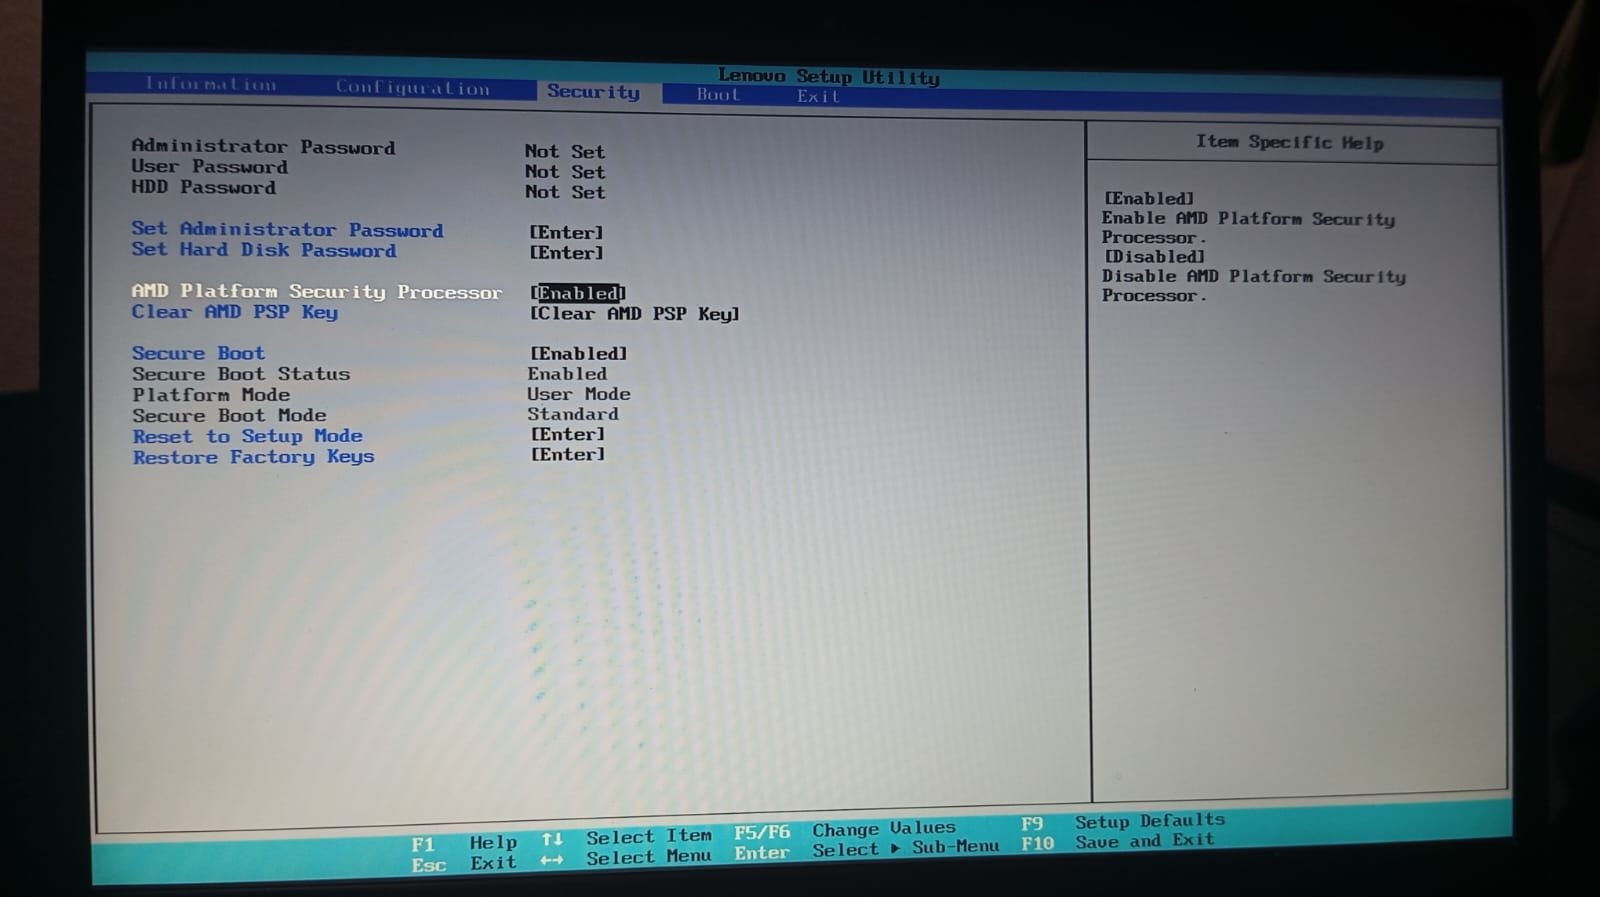 Lenovo Setup Utility
Information Configuration Security Boot Exit
Administrator Password Not Set
User Password Not Set
HDD Password Not Set
Set Administrator Password [Enter]
Set Hard Disk Password [Enter]
AMD Platform Security Processor [Enabled]
Clear AMD PSP Key [Clear AMD PSP Key]
Secure Boot [Enabled]
Secure Boot Status Enabled
Platform Mode User Mode
Secure Boot Mode Standard
Reset to Setup Mode [Enter]
Restore Factory Keys [Enter]
Item Specific Help
[Enabled]
Enable AMD Platform Security
Processor.
[Disabled]
Disable AMD Platform Security
Processor.
F1 Help ↑↓ Select Item F5/F6 Change Values F9 Setup Defaults
Esc Exit ←→ Select Menu Enter Select ▶ Sub-Menu F10 Save and Exit